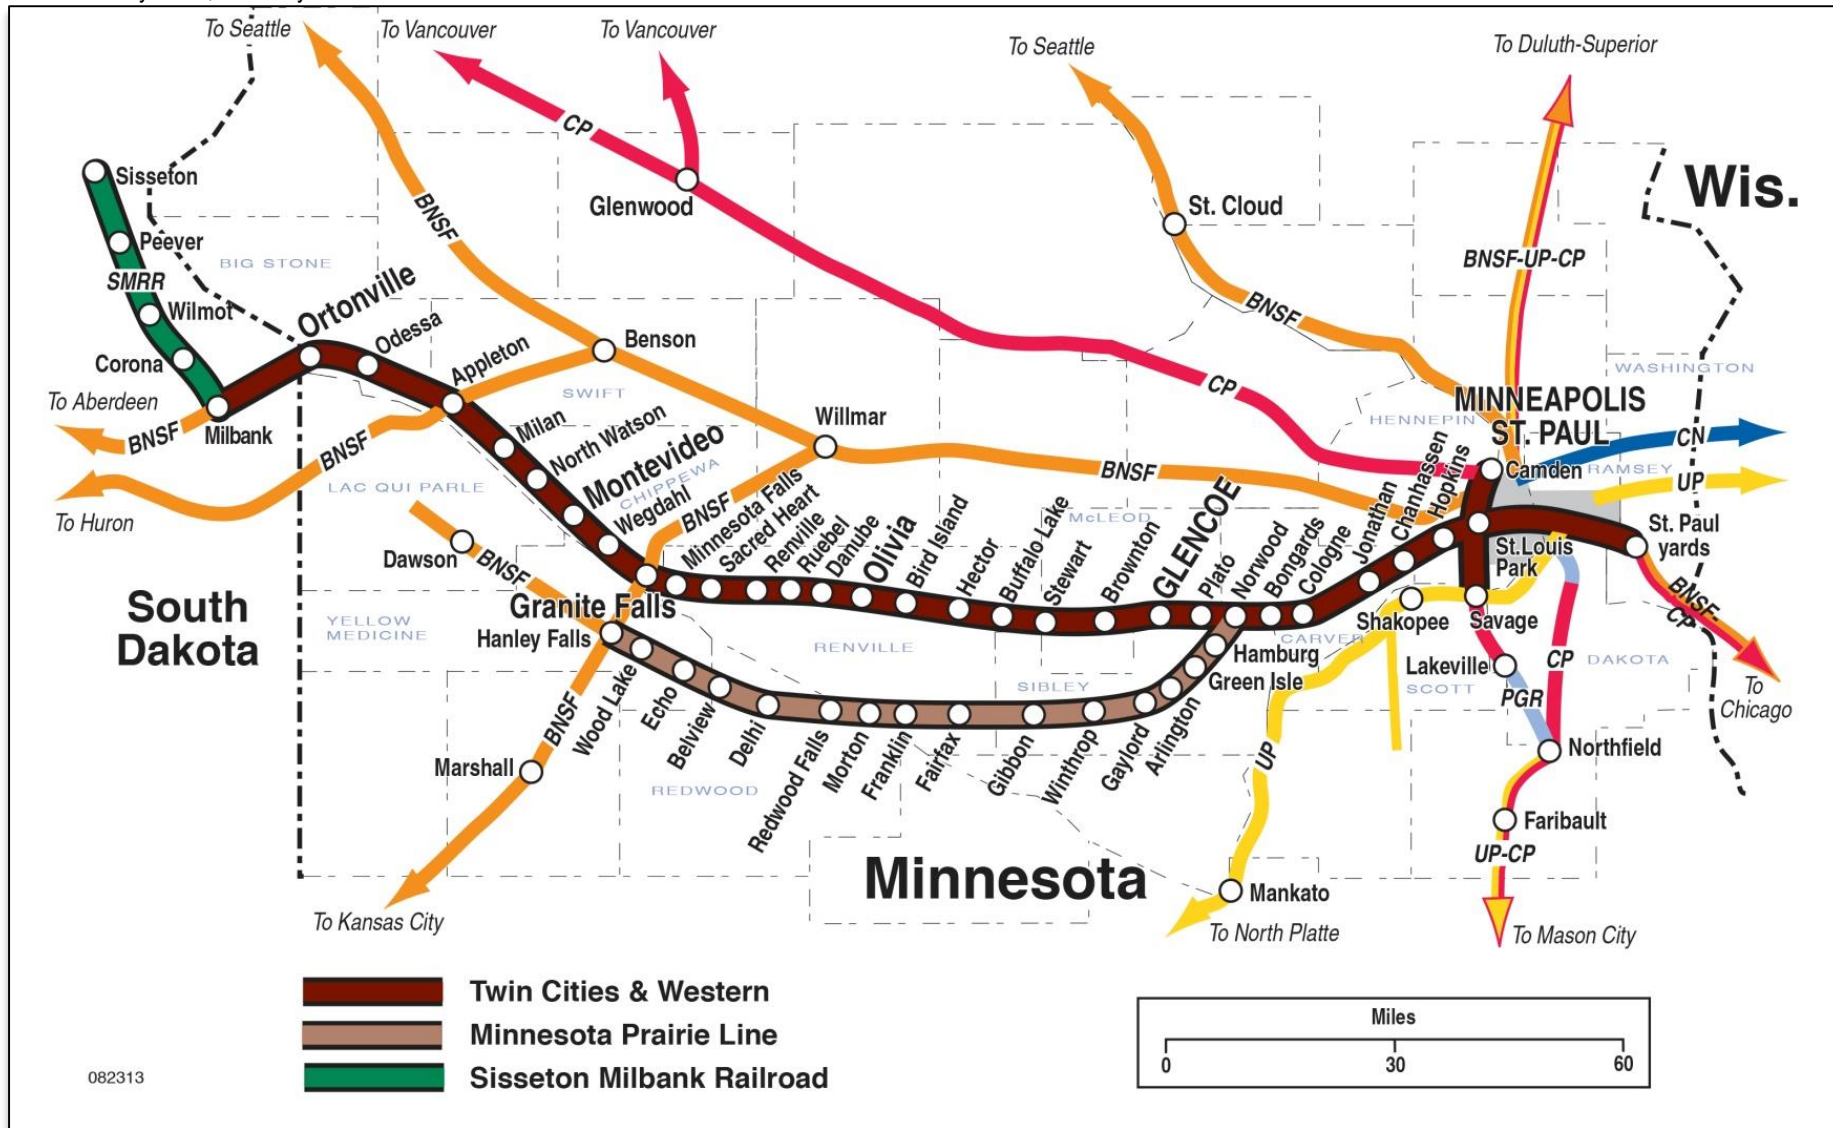 To Seattle
To Vancouver
To Vancouver
To Seattle
To Duluth-Superior
CP
Wis.
Sisseton
Glenwood
St. Cloud
Peever
BNSF
BIG STONE
BNSF-UP-CP
SMRR
Wilmot
Ortonville
Odessa
BNSF
Corona
Appleton
Benson
WASHINGTON
To Aberdeen
SWIFT
CP
MINNEAPOLIS
ST. PAUL
BNSF
Milbank
Milan
North Watson
Willmar
HENNEPIN
CN
BNSF
Montevideo
CHIPPEWA
BNSF
Camden
RAMSEY
UP
LAC QUI PARLE
To Huron
Wegdahl
BNSF
Minnesota Falls
Sacred Heart
Renville
Ruebel
Danube
Olivia
Bird Island
Hector
Buffalo Lake
Stewart
McLEOD
Brownton
GLENCOE
Plato
Norwood
Bongards
Cologne
Jonathan
Chanhassen
Hopkins
St.Louis
Park
St. Paul
yards
Dawson
BNSF
Granite Falls
Hanley Falls
South
Dakota
YELLOW
MEDICINE
RENVILLE
CARVER
Shakopee
Savage
BNSF-
CP
Hamburg
Green Isle
SIBLEY
Lakeville
SCOTT
CP
DAKOTA
PGR
To
Chicago
BNSF
Wood Lake
Echo
Belview
Delhi
Redwood Falls
Morton
Franklin
Fairfax
Gibbon
Winthrop
Gaylord
Arlington
UP
Northfield
Marshall
REDWOOD
Faribault
UP-CP
Minnesota
Mankato
To Kansas City
To North Platte
To Mason City
Twin Cities & Western
Minnesota Prairie Line
Sisseton Milbank Railroad
Miles
0 30 60
082313